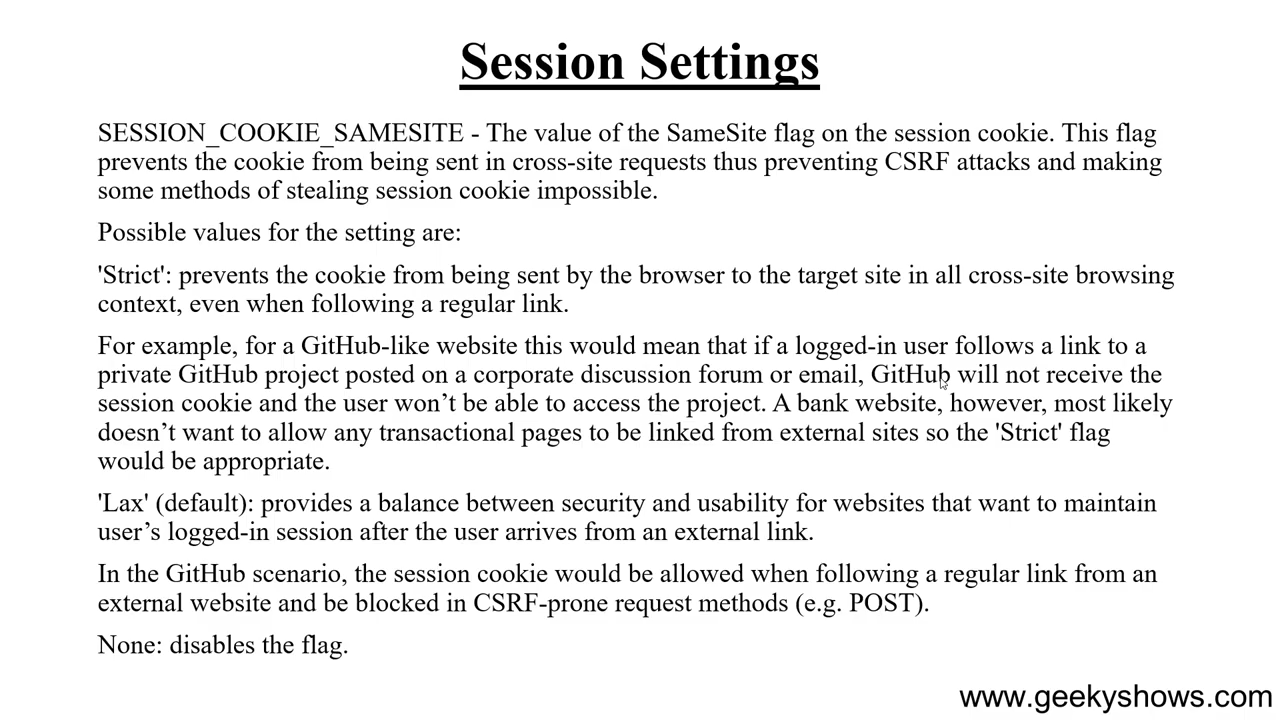 Session Settings
SESSION_COOKIE_SAMESITE - The value of the SameSite flag on the session cookie. This flag
prevents the cookie from being sent in cross-site requests thus preventing CSRF attacks and making
some methods of stealing session cookie impossible.
Possible values for the setting are:
'Strict': prevents the cookie from being sent by the browser to the target site in all cross-site browsing
context, even when following a regular link.
For example, for a GitHub-like website this would mean that if a logged-in user follows a link to a
private GitHub project posted on a corporate discussion forum or email, GitHub will not receive the
session cookie and the user won’t be able to access the project. A bank website, however, most likely
doesn’t want to allow any transactional pages to be linked from external sites so the 'Strict' flag
would be appropriate.
'Lax' (default): provides a balance between security and usability for websites that want to maintain
user’s logged-in session after the user arrives from an external link.
In the GitHub scenario, the session cookie would be allowed when following a regular link from an
external website and be blocked in CSRF-prone request methods (e.g. POST).
None: disables the flag.
www.geekyshows.com